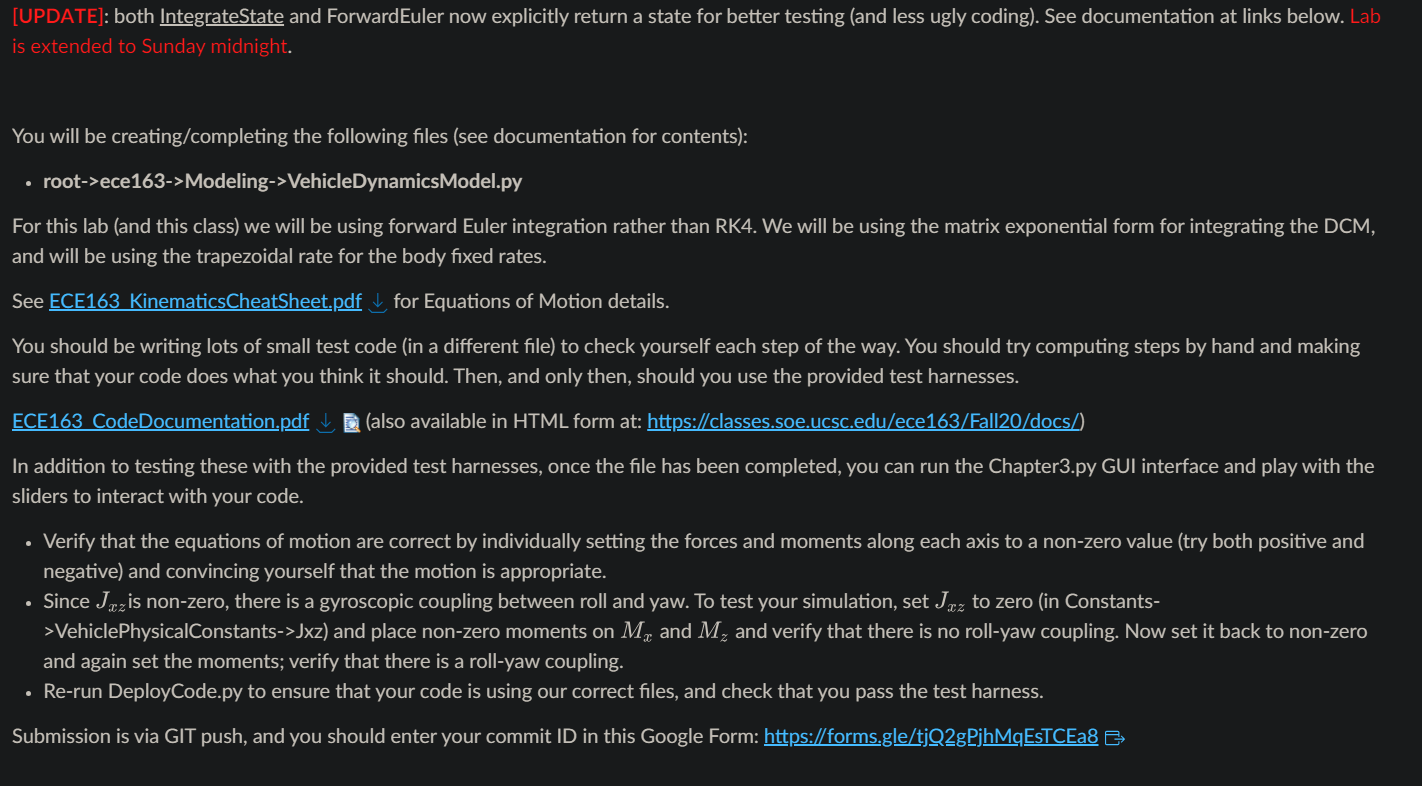 [UPDATE]: both IntegrateState and ForwardEuler now explicitly return a state for better testing (and less ugly coding). See documentation at links below. Lab
is extended to Sunday midnight.
You will be creating/completing the following files (see documentation for contents):
• root->ece163->Modeling->VehicleDynamicsModel.py
For this lab (and this class) we will be using forward Euler integration rather than RK4. We will be using the matrix exponential form for integrating the DCM,
and will be using the trapezoidal rate for the body fixed rates.
See ECE163_KinematicsCheatSheet.pdf for Equations of Motion details.
You should be writing lots of small test code (in a different file) to check yourself each step of the way. You should try computing steps by hand and making
sure that your code does what you think it should. Then, and only then, should you use the provided test harnesses.
ECE163_CodeDocumentation.pdf (also available in HTML form at: https://classes.soe.ucsc.edu/ece163/Fall20/docs/)
In addition to testing these with the provided test harnesses, once the file has been completed, you can run the Chapter3.py GUI interface and play with the
sliders to interact with your code.
• Verify that the equations of motion are correct by individually setting the forces and moments along each axis to a non-zero value (try both positive and
negative) and convincing yourself that the motion is appropriate.
• Since J_{xz} is non-zero, there is a gyroscopic coupling between roll and yaw. To test your simulation, set J_{xz} to zero (in Constants-
>VehiclePhysicalConstants->Jxz) and place non-zero moments on M_x and M_z and verify that there is no roll-yaw coupling. Now set it back to non-zero
and again set the moments; verify that there is a roll-yaw coupling.
• Re-run DeployCode.py to ensure that your code is using our correct files, and check that you pass the test harness.
Submission is via GIT push, and you should enter your commit ID in this Google Form: https://forms.gle/tjQ2gPjhMqEsTCEa8